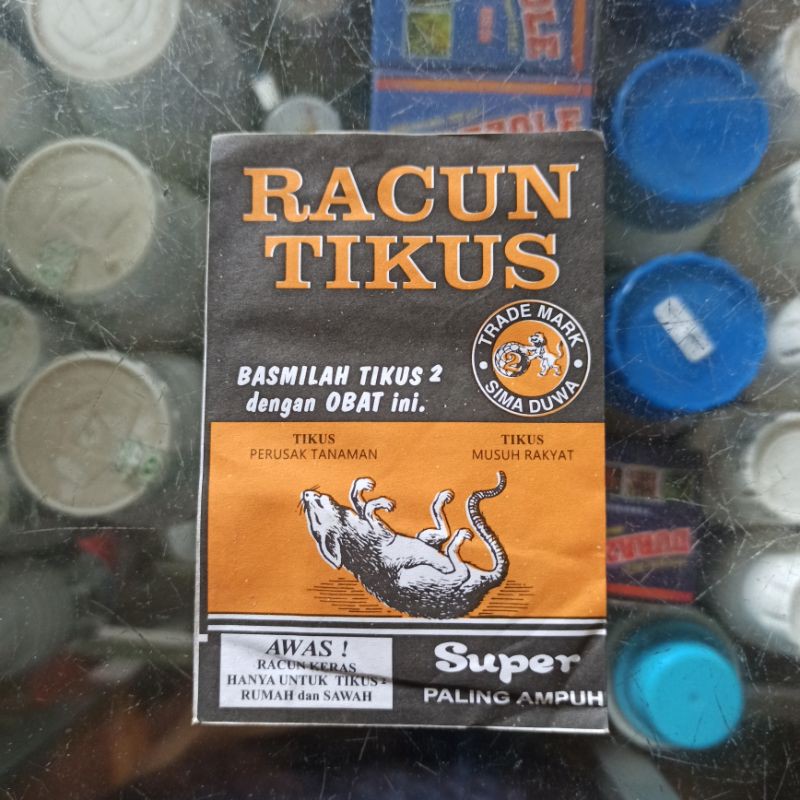 RACUN
TIKUS
TRADE MARK
2
SIMA DUWA
BASMILAH TIKUS 2
dengan OBAT ini.
TIKUS
PERUSAK TANAMAN
TIKUS
MUSUH RAKYAT
AWAS !
RACUN KERAS
HANYA UNTUK TIKUS 2
RUMAH dan SAWAH
Super
PALING AMPUH